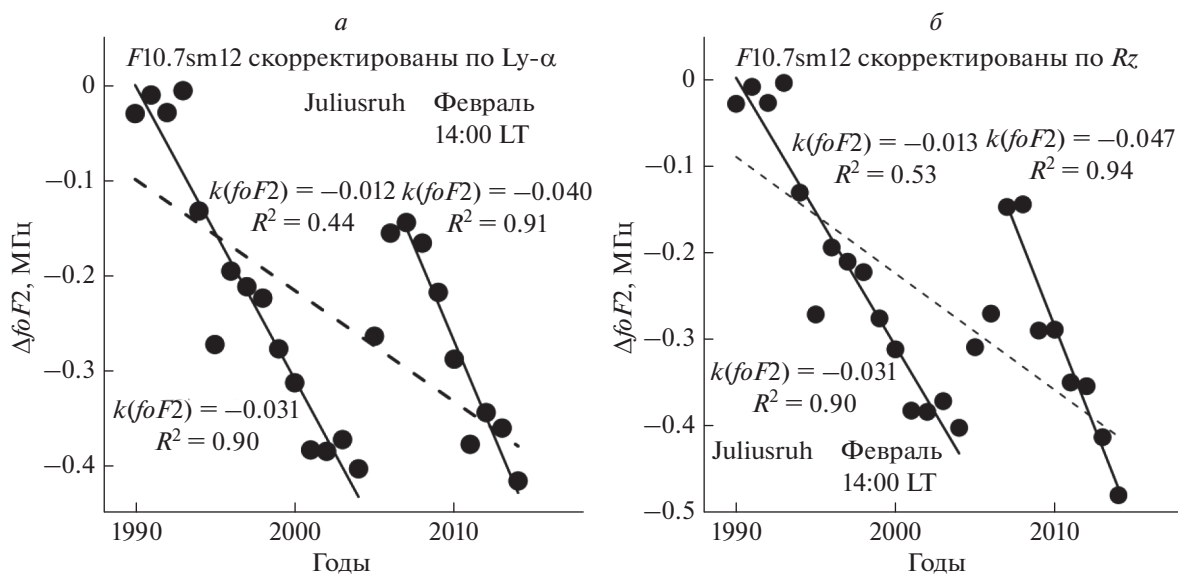 а
F10.7sm12 скорректированы по Ly-α
0
Juliusruh Февраль
14:00 LT
−0.1
k(foF2) = −0.012 k(foF2) = −0.040
R² = 0.44 R² = 0.91
−0.2
ΔfoF2, МГц
−0.3
k(foF2) = −0.031
R² = 0.90
−0.4
1990 2000 2010
Годы
б
F10.7sm12 скорректированы по Rz
0
k(foF2) = −0.013 k(foF2) = −0.047
−0.1
R² = 0.53 R² = 0.94
−0.2
ΔfoF2, МГц
−0.3
k(foF2) = −0.031
R² = 0.90
−0.4
Juliusruh Февраль
14:00 LT
−0.5
1990 2000 2010
Годы